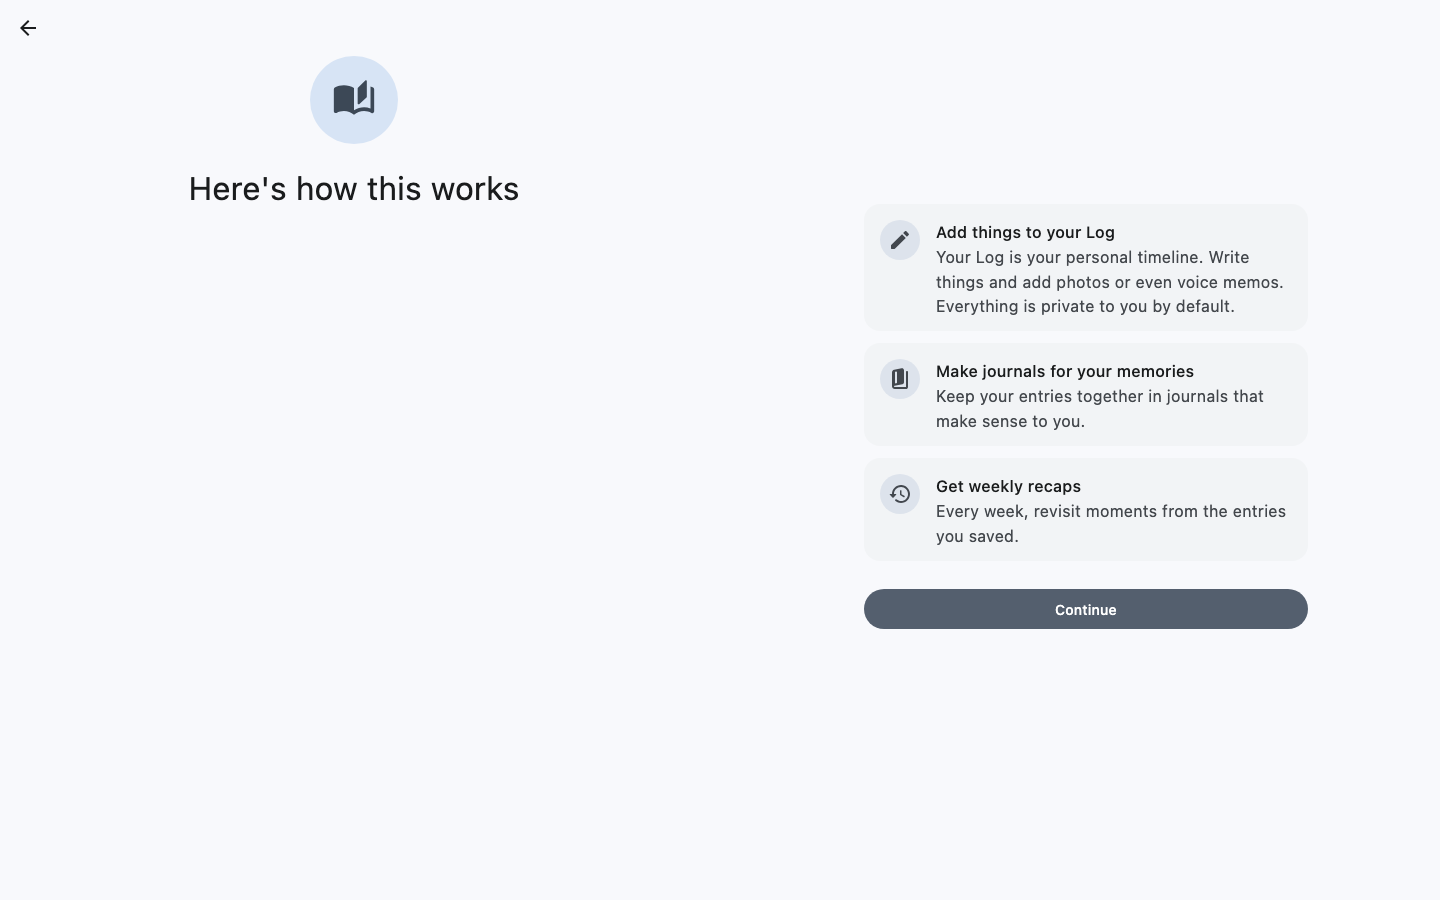 Here's how this works
Add things to your Log
Your Log is your personal timeline. Write
things and add photos or even voice memos.
Everything is private to you by default.
Make journals for your memories
Keep your entries together in journals that
make sense to you.
Get weekly recaps
Every week, revisit moments from the entries
you saved.
Continue